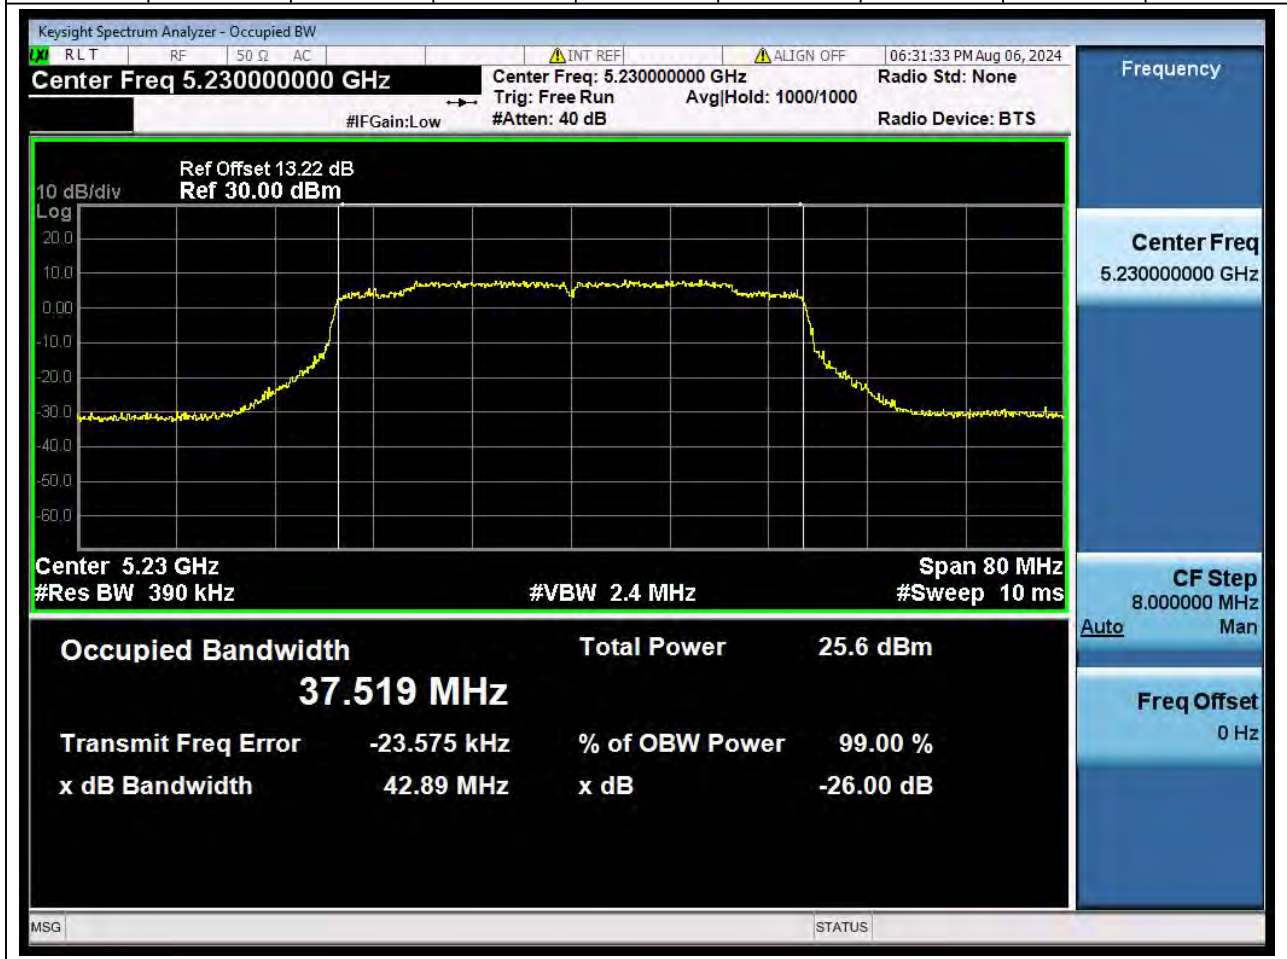 Keysight Spectrum Analyzer - Occupied BW
LXI RLT RF 50 Ω AC INT REF ALIGN OFF 06:31:33 PM Aug 06, 2024
Center Freq 5.230000000 GHz Center Freq: 5.230000000 GHz Radio Std: None
Trig: Free Run Avg|Hold: 1000/1000
#IFGain:Low #Atten: 40 dB Radio Device: BTS
Ref Offset 13.22 dB
10 dB/div Ref 30.00 dBm
Log
20.0
10.0
0.00
-10.0
-20.0
-30.0
-40.0
-50.0
-60.0
Center 5.23 GHz Span 80 MHz
#Res BW 390 kHz #VBW 2.4 MHz #Sweep 10 ms
Occupied Bandwidth Total Power 25.6 dBm
37.519 MHz
Transmit Freq Error -23.575 kHz % of OBW Power 99.00 %
x dB Bandwidth 42.89 MHz x dB -26.00 dB
MSG STATUS
Frequency
Center Freq
5.230000000 GHz
CF Step
8.000000 MHz
Auto Man
Freq Offset
0 Hz